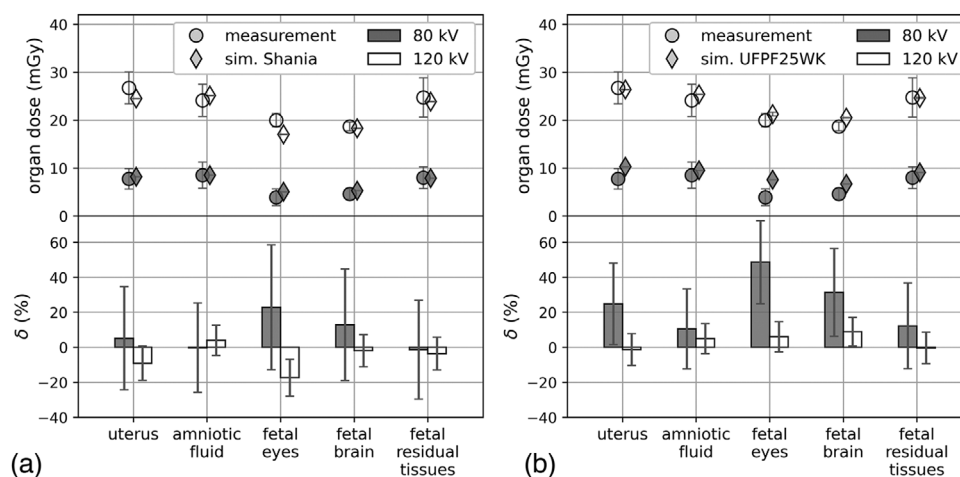 40
30
20
10
0
organ dose (mGy)
measurement 80 kV
sim. Shania 120 kV
60
40
20
0
−20
−40
δ (%)
uterus amniotic fetal fetal fetal
fluid eyes brain residual
tissues
(a)
40
30
20
10
0
organ dose (mGy)
measurement 80 kV
sim. UFPF25WK 120 kV
60
40
20
0
−20
−40
δ (%)
uterus amniotic fetal fetal fetal
fluid eyes brain residual
tissues
(b)